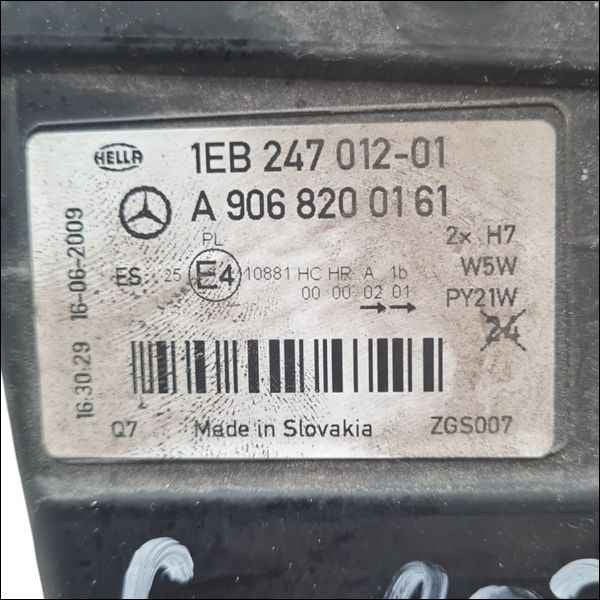 HELLA
1EB 247 012-01
A 906 820 01 61
PL
2x H7
ES 25 E4 10881 HC HR A 1b
W5W
00 00 02 01
PY21W
24
16:30:29 16-06-2009
Q7 Made in Slovakia ZGS007